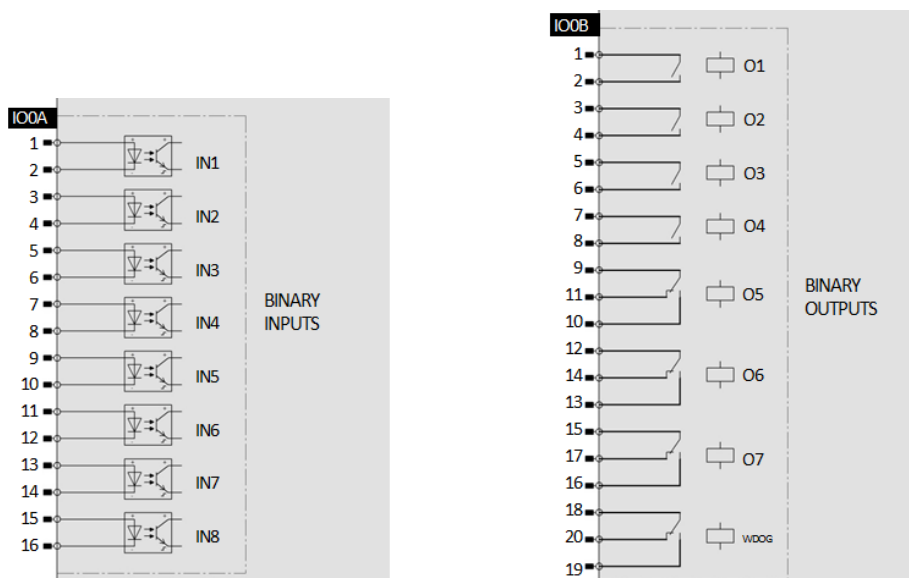 IO0A
1
2
IN1
3
4
IN2
5
6
IN3
7
8
IN4
9
10
IN5
11
12
IN6
13
14
IN7
15
16
IN8
BINARY
INPUTS
IO0B
1
2
O1
3
4
O2
5
6
O3
7
8
O4
9
11
10
O5
12
14
13
O6
15
17
16
O7
18
20
19
WDOG
BINARY
OUTPUTS